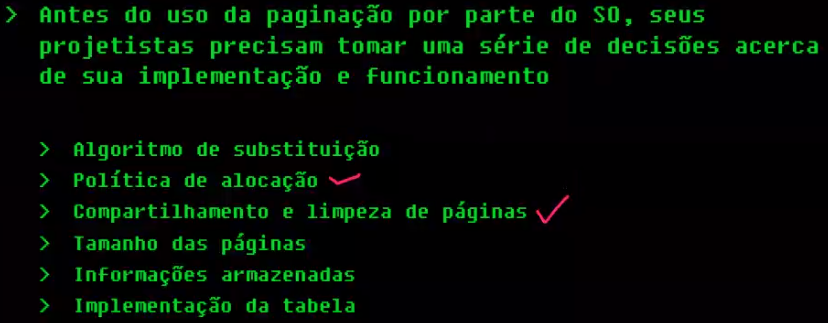 > Antes do uso da paginação por parte do SO, seus
projetistas precisam tomar uma série de decisões acerca
de sua implementação e funcionamento
> Algoritmo de substituição
> Política de alocação
> Compartilhamento e limpeza de páginas
> Tamanho das páginas
> Informações armazenadas
> Implementação da tabela